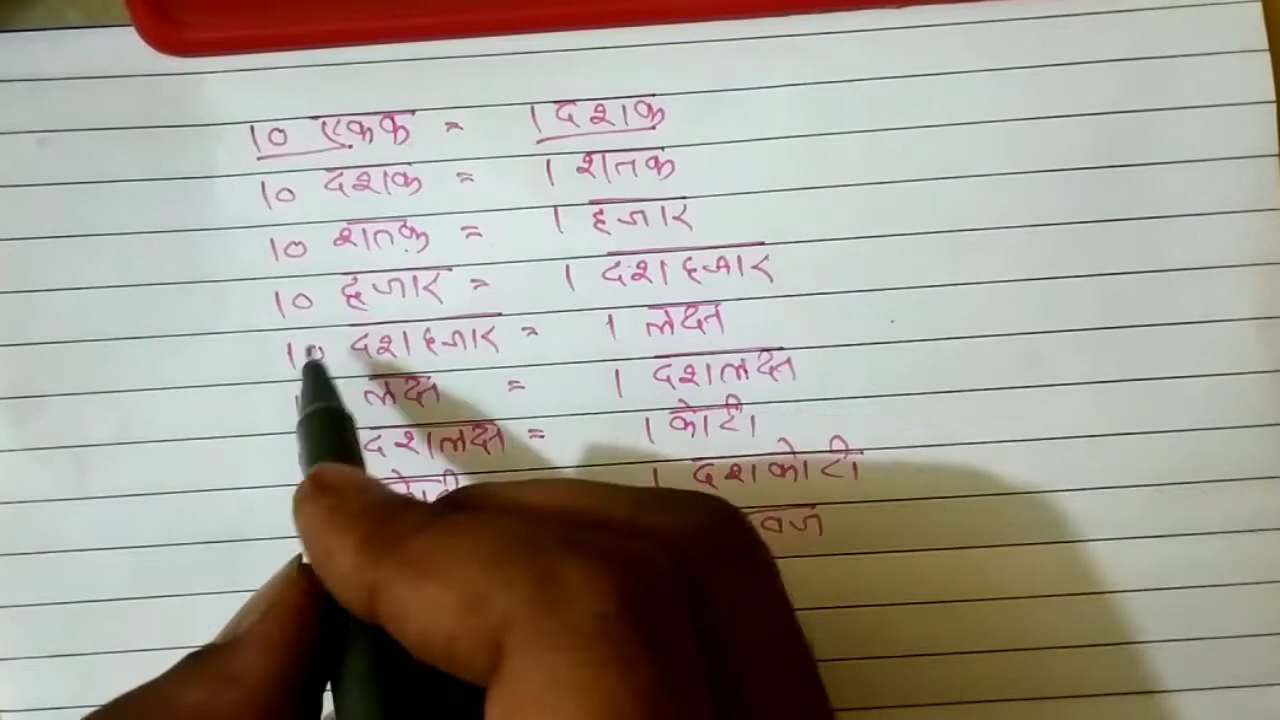 10 एकक = 1 दशक
10 दशक = 1 शतक
10 शतक = 1 हजार
10 हजार = 1 दशहजार
10 दशहजार = 1 लक्ष
लक्ष = 1 दशलक्ष
दशलक्ष = 1 कोटी
कोटी 1 दशकोटी